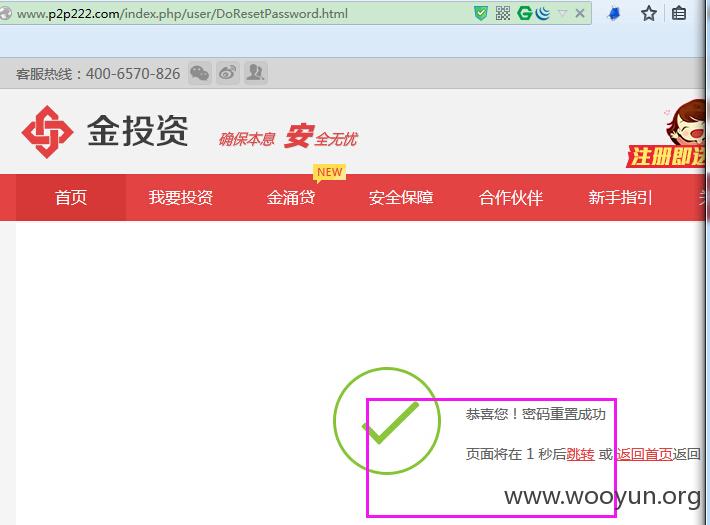 www.p2p222.com/index.php/user/DoResetPassword.html
客服热线：400-6570-826
金投资 确保本息 安全无忧
注册即送
NEW
首页 我要投资 金涌贷 安全保障 合作伙伴 新手指引
恭喜您！密码重置成功
页面将在 1 秒后跳转 或 返回首页返回
www.wooyun.org